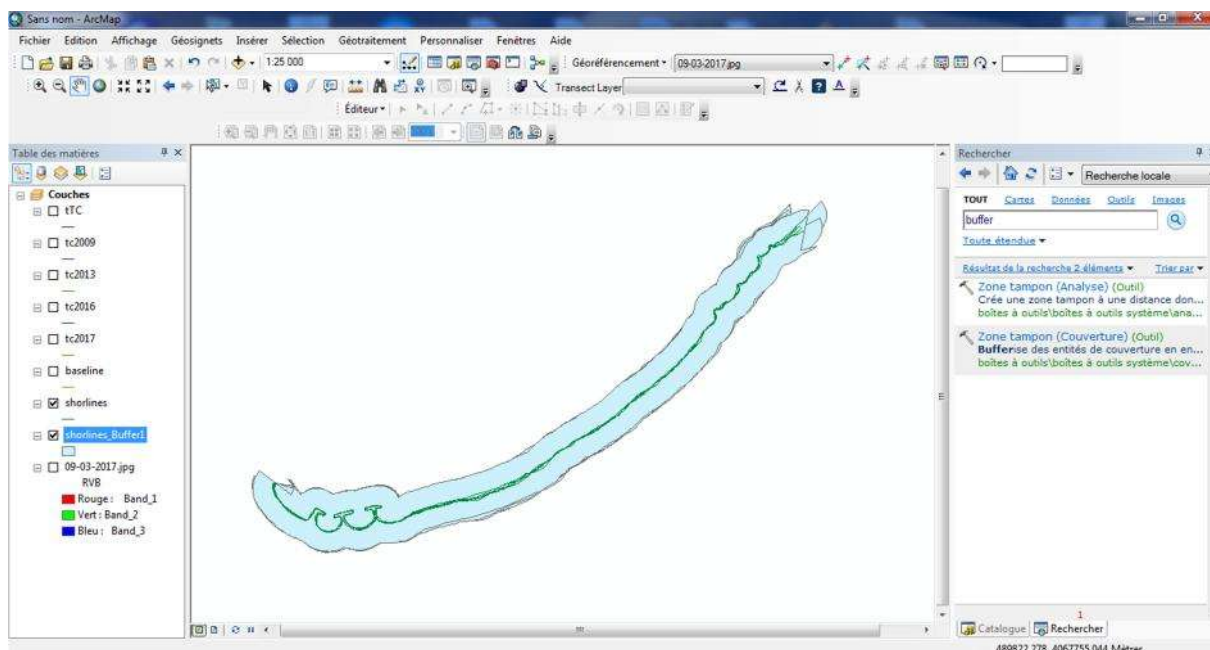 Sans nom - ArcMap
Fichier Edition Affichage Géosignets Insérer Sélection Géotraitement Personnaliser Fenêtres Aide
1:25 000
Géoréférencement
09-03-2017.jpg
Transect Layer
Éditeur
Table des matières
Couches
tTC
tc2009
tc2013
tc2016
tc2017
baseline
shorlines
shorlines_Buffer1
09-03-2017.jpg
RVB
Rouge : Band_1
Vert : Band_2
Bleu : Band_3
Rechercher
Recherche locale
TOUT Cartes Données Outils Images
buffer
Toute étendue
Résultat de la recherche 2 éléments Trier par
Zone tampon (Analyse) (Outil)
Crée une zone tampon à une distance don...
boîtes à outils\boîtes à outils système\ana...
Zone tampon (Couverture) (Outil)
Bufferise des entités de couverture en en...
boîtes à outils\boîtes à outils système\cov...
1
Catalogue Rechercher
489822,278 4067755,044 Mètres